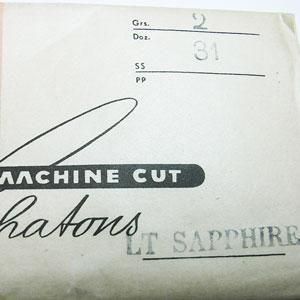 Grs. 2
Doz.
31
SS
PP
MACHINE CUT
hatons
LT SAPPHIRE